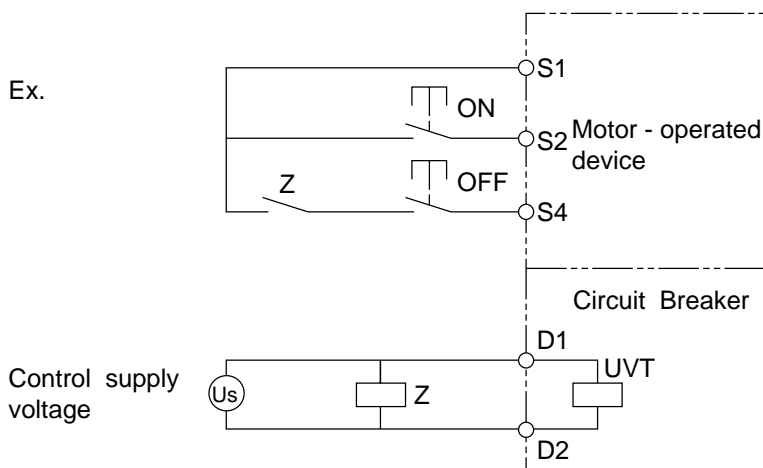 Ex.
S1
ON
S2
Motor - operated
device
Z
OFF
S4
Circuit Breaker
D1
UVT
Control supply
voltage
Us
Z
D2